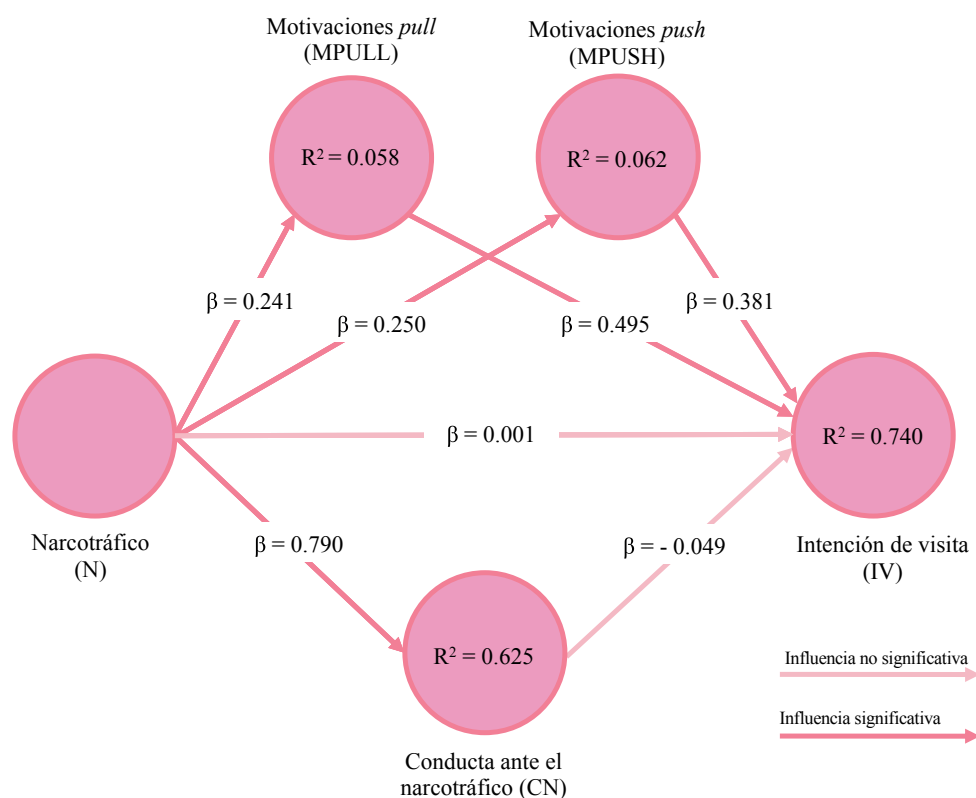 Motivaciones pull
(MPULL)
Motivaciones push
(MPUSH)
R² = 0.058
R² = 0.062
β = 0.241
β = 0.250
β = 0.495
β = 0.381
β = 0.001
R² = 0.740
Narcotráfico
(N)
β = 0.790
β = - 0.049
Intención de visita
(IV)
R² = 0.625
Influencia no significativa
Influencia significativa
Conducta ante el
narcotráfico (CN)